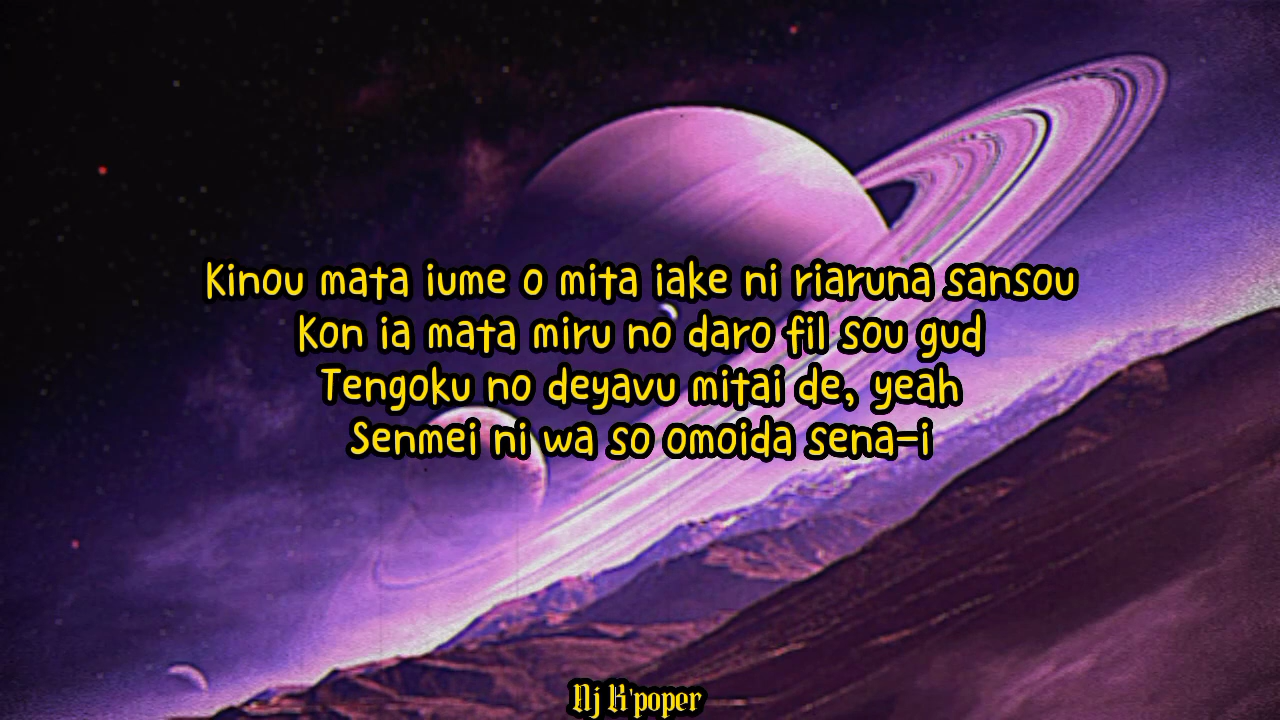 Kinou mata iume o mita iake ni riaruna sansou
Kon ia mata miru no daro fil sou gud
Tengoku no deyavu mitai de, yeah
Senmei ni wa so omoida sena-i
Nj K'poper